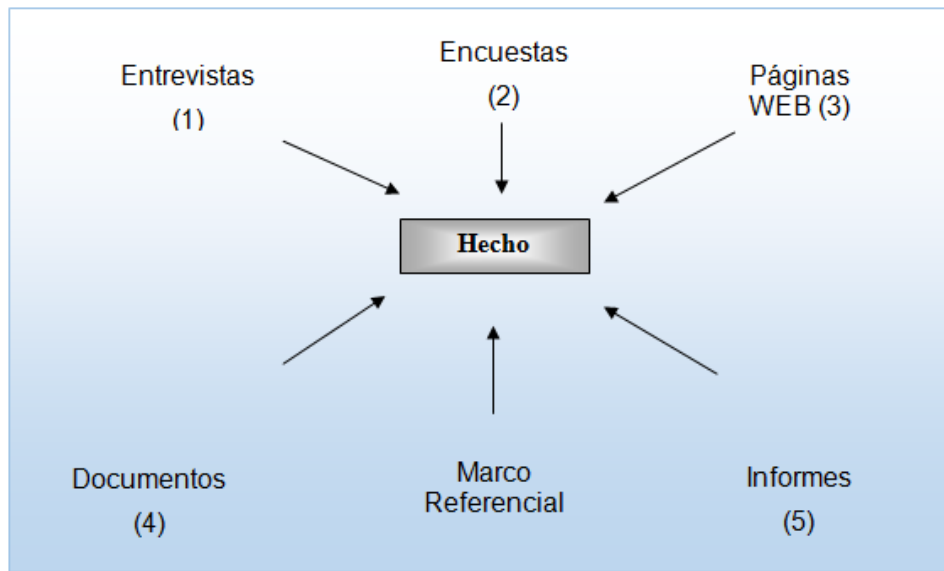 Entrevistas
(1)
Encuestas
(2)
Páginas
WEB (3)
Hecho
Documentos
(4)
Marco
Referencial
Informes
(5)